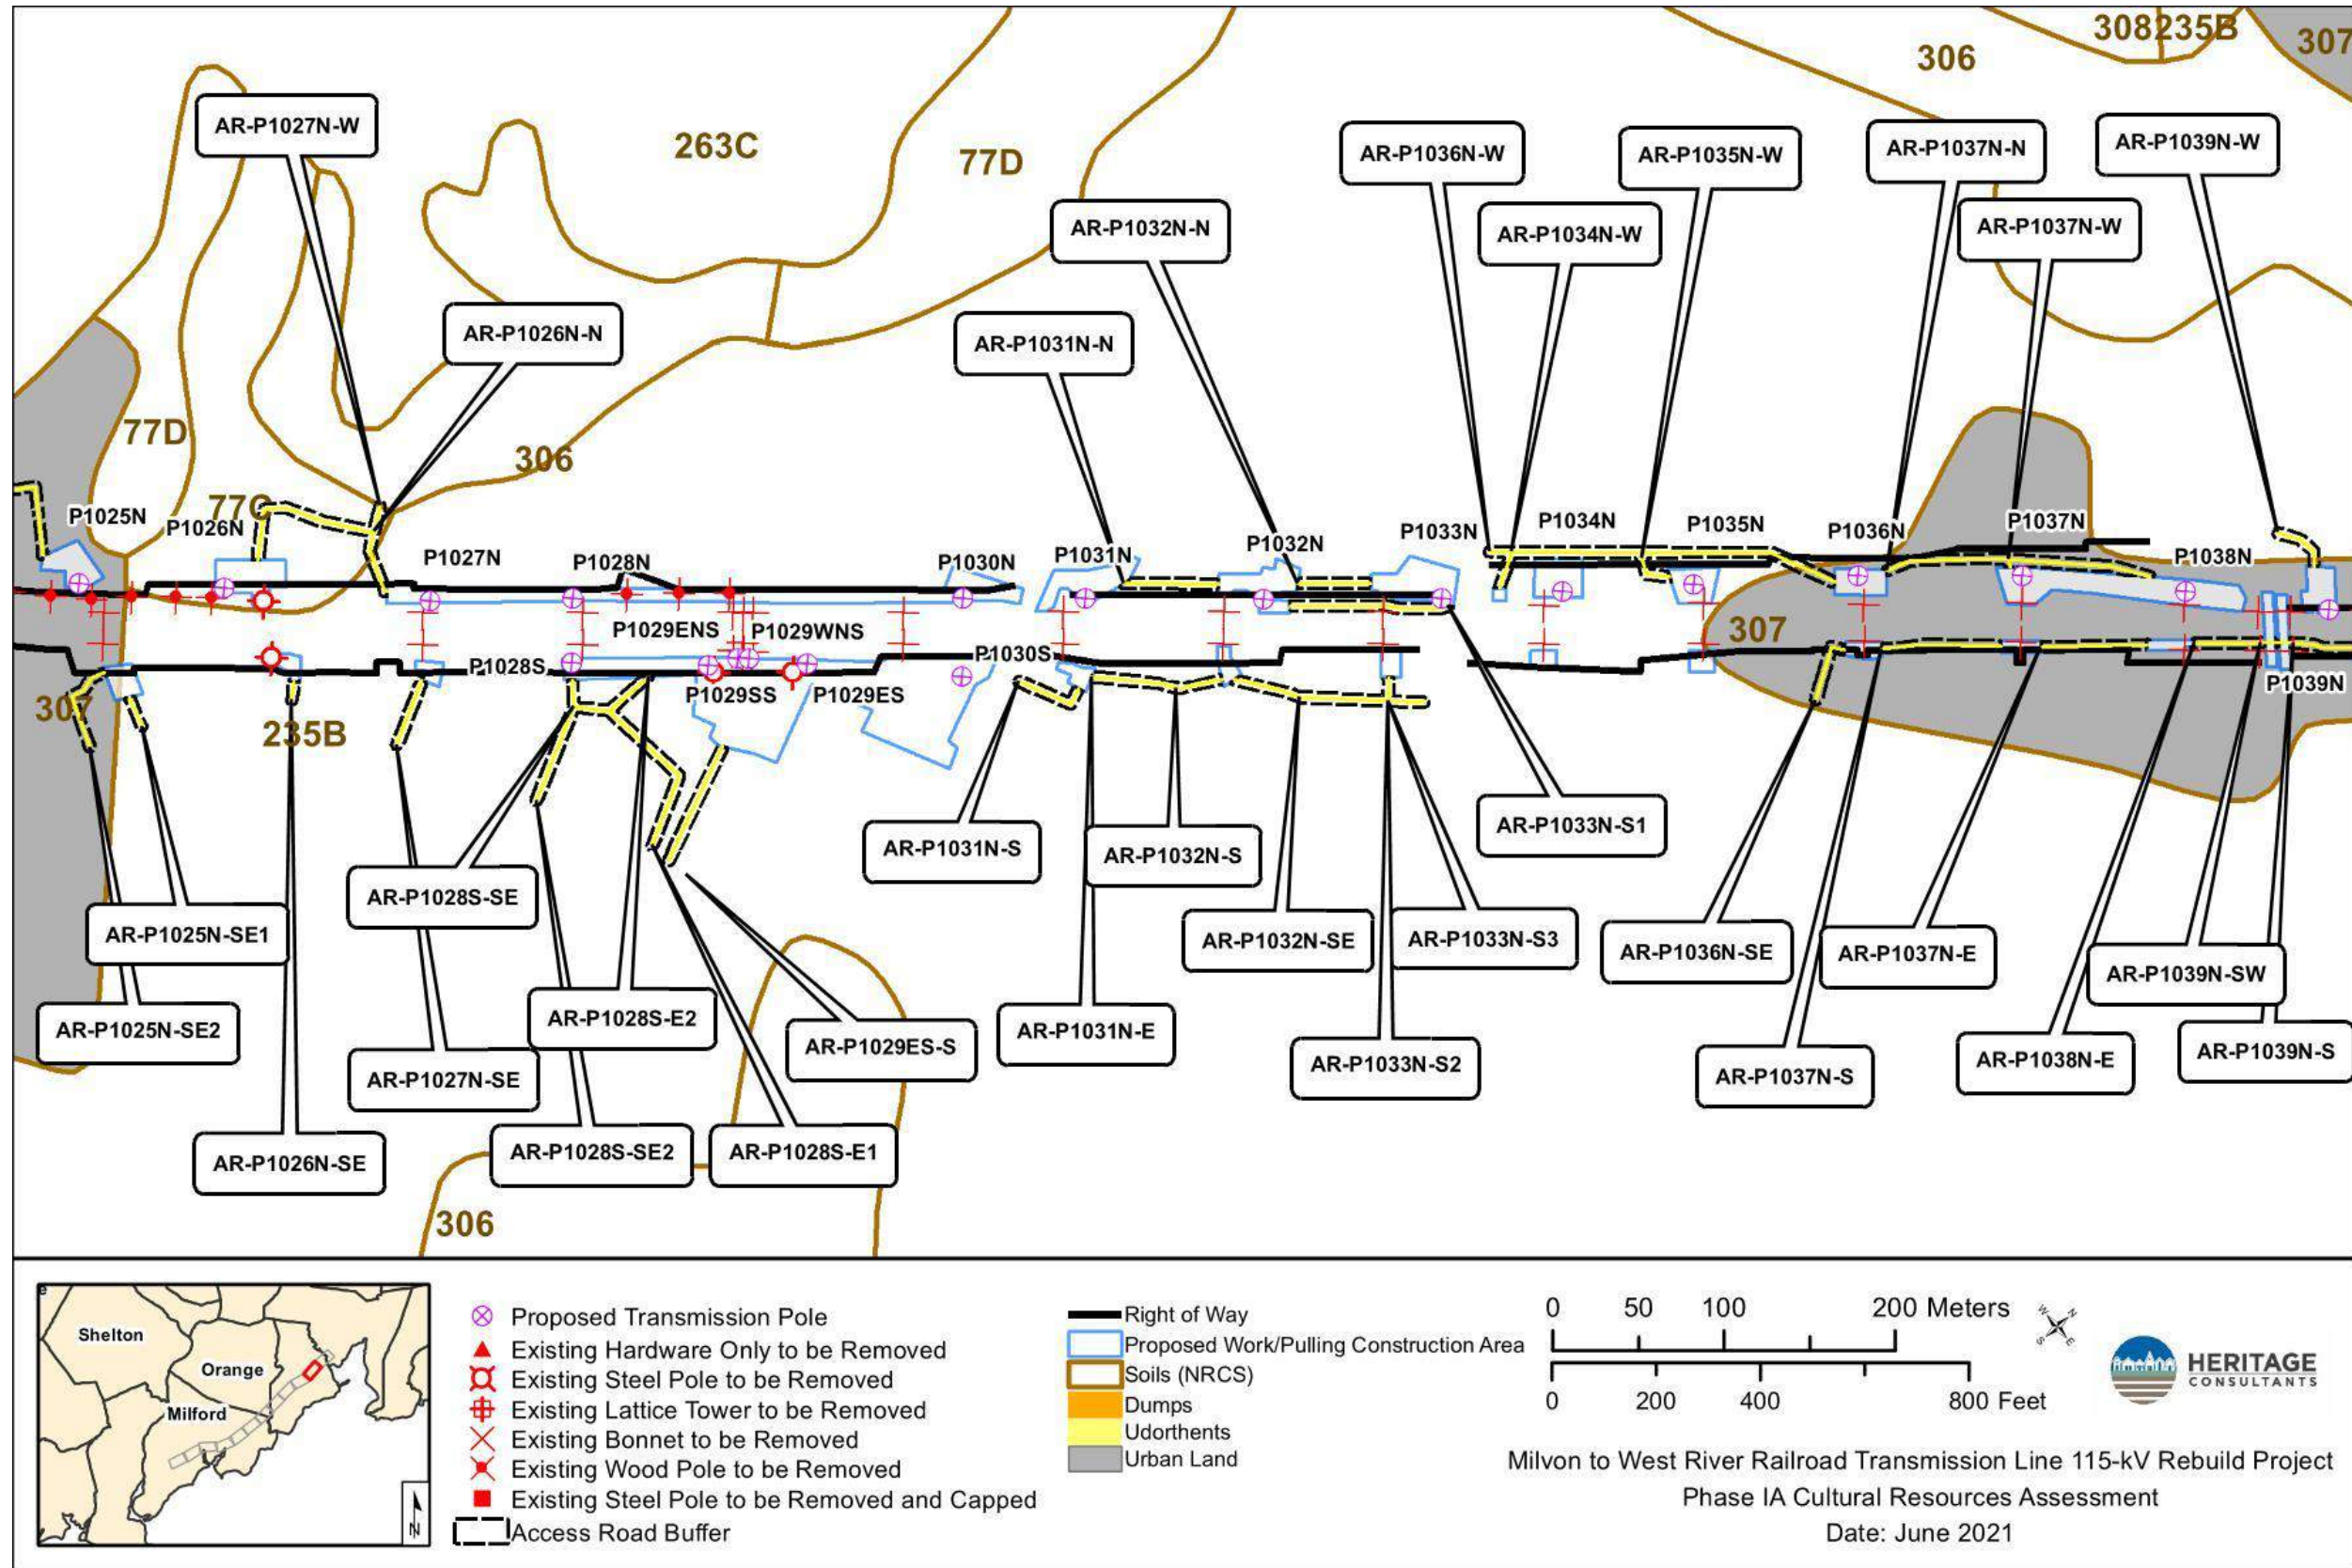 308235B
307
306
AR-P1027N-W
263C
77D
AR-P1036N-W
AR-P1035N-W
AR-P1037N-N
AR-P1039N-W
AR-P1032N-N
AR-P1034N-W
AR-P1037N-W
AR-P1026N-N
AR-P1031N-N
77D
306
77C
P1025N
P1026N
P1027N
P1028N
P1030N
P1031N
P1032N
P1033N
P1034N
P1035N
P1036N
P1037N
P1038N
P1029ENS
P1029WNS
307
P1028S
P1030S
P1029SS
P1029ES
P1039N
307
235B
AR-P1033N-S1
AR-P1031N-S
AR-P1032N-S
AR-P1028S-SE
AR-P1025N-SE1
AR-P1032N-SE
AR-P1033N-S3
AR-P1036N-SE
AR-P1037N-E
AR-P1039N-SW
AR-P1025N-SE2
AR-P1028S-E2
AR-P1029ES-S
AR-P1031N-E
AR-P1033N-S2
AR-P1038N-E
AR-P1039N-S
AR-P1027N-SE
AR-P1037N-S
AR-P1026N-SE
AR-P1028S-SE2
AR-P1028S-E1
306
e
Shelton
Orange
Milford
N
Proposed Transmission Pole
Existing Hardware Only to be Removed
Existing Steel Pole to be Removed
Existing Lattice Tower to be Removed
Existing Bonnet to be Removed
Existing Wood Pole to be Removed
Existing Steel Pole to be Removed and Capped
Access Road Buffer
Right of Way
Proposed Work/Pulling Construction Area
Soils (NRCS)
Dumps
Udorthents
Urban Land
0 50 100 200 Meters
0 200 400 800 Feet
W N
S E
HERITAGE
CONSULTANTS
Milvon to West River Railroad Transmission Line 115-kV Rebuild Project
Phase IA Cultural Resources Assessment
Date: June 2021